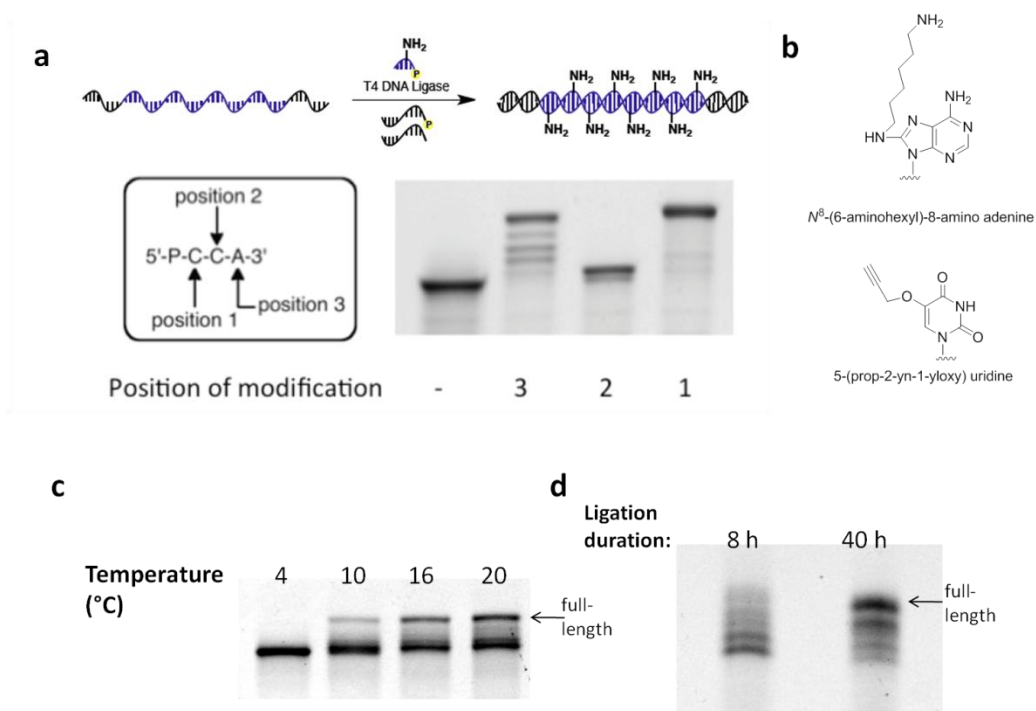 a
NH2
P
T4 DNA Ligase
P
NH2 NH2 NH2 NH2
NH2 NH2 NH2 NH2
position 2
5'-P-C-C-A-3'
position 3
position 1
Position of modification - 3 2 1
b
NH2
NH2
HN N N
N N
N8-(6-aminohexyl)-8-amino adenine
O
O NH
N O
5-(prop-2-yn-1-yloxy) uridine
c
Temperature (°C) 4 10 16 20
full-
length
d
Ligation
duration: 8 h 40 h
full-
length